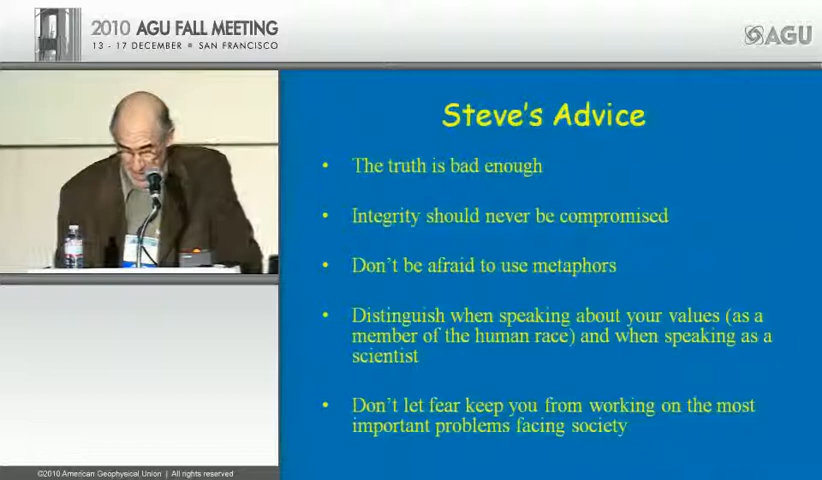 2010 AGU FALL MEETING
13 - 17 DECEMBER SAN FRANCISCO
AGU
Steve's Advice
• The truth is bad enough
• Integrity should never be compromised
• Don't be afraid to use metaphors
• Distinguish when speaking about your values (as a
member of the human race) and when speaking as a
scientist
• Don't let fear keep you from working on the most
important problems facing society
©2010 American Geophysical Union | All rights reserved